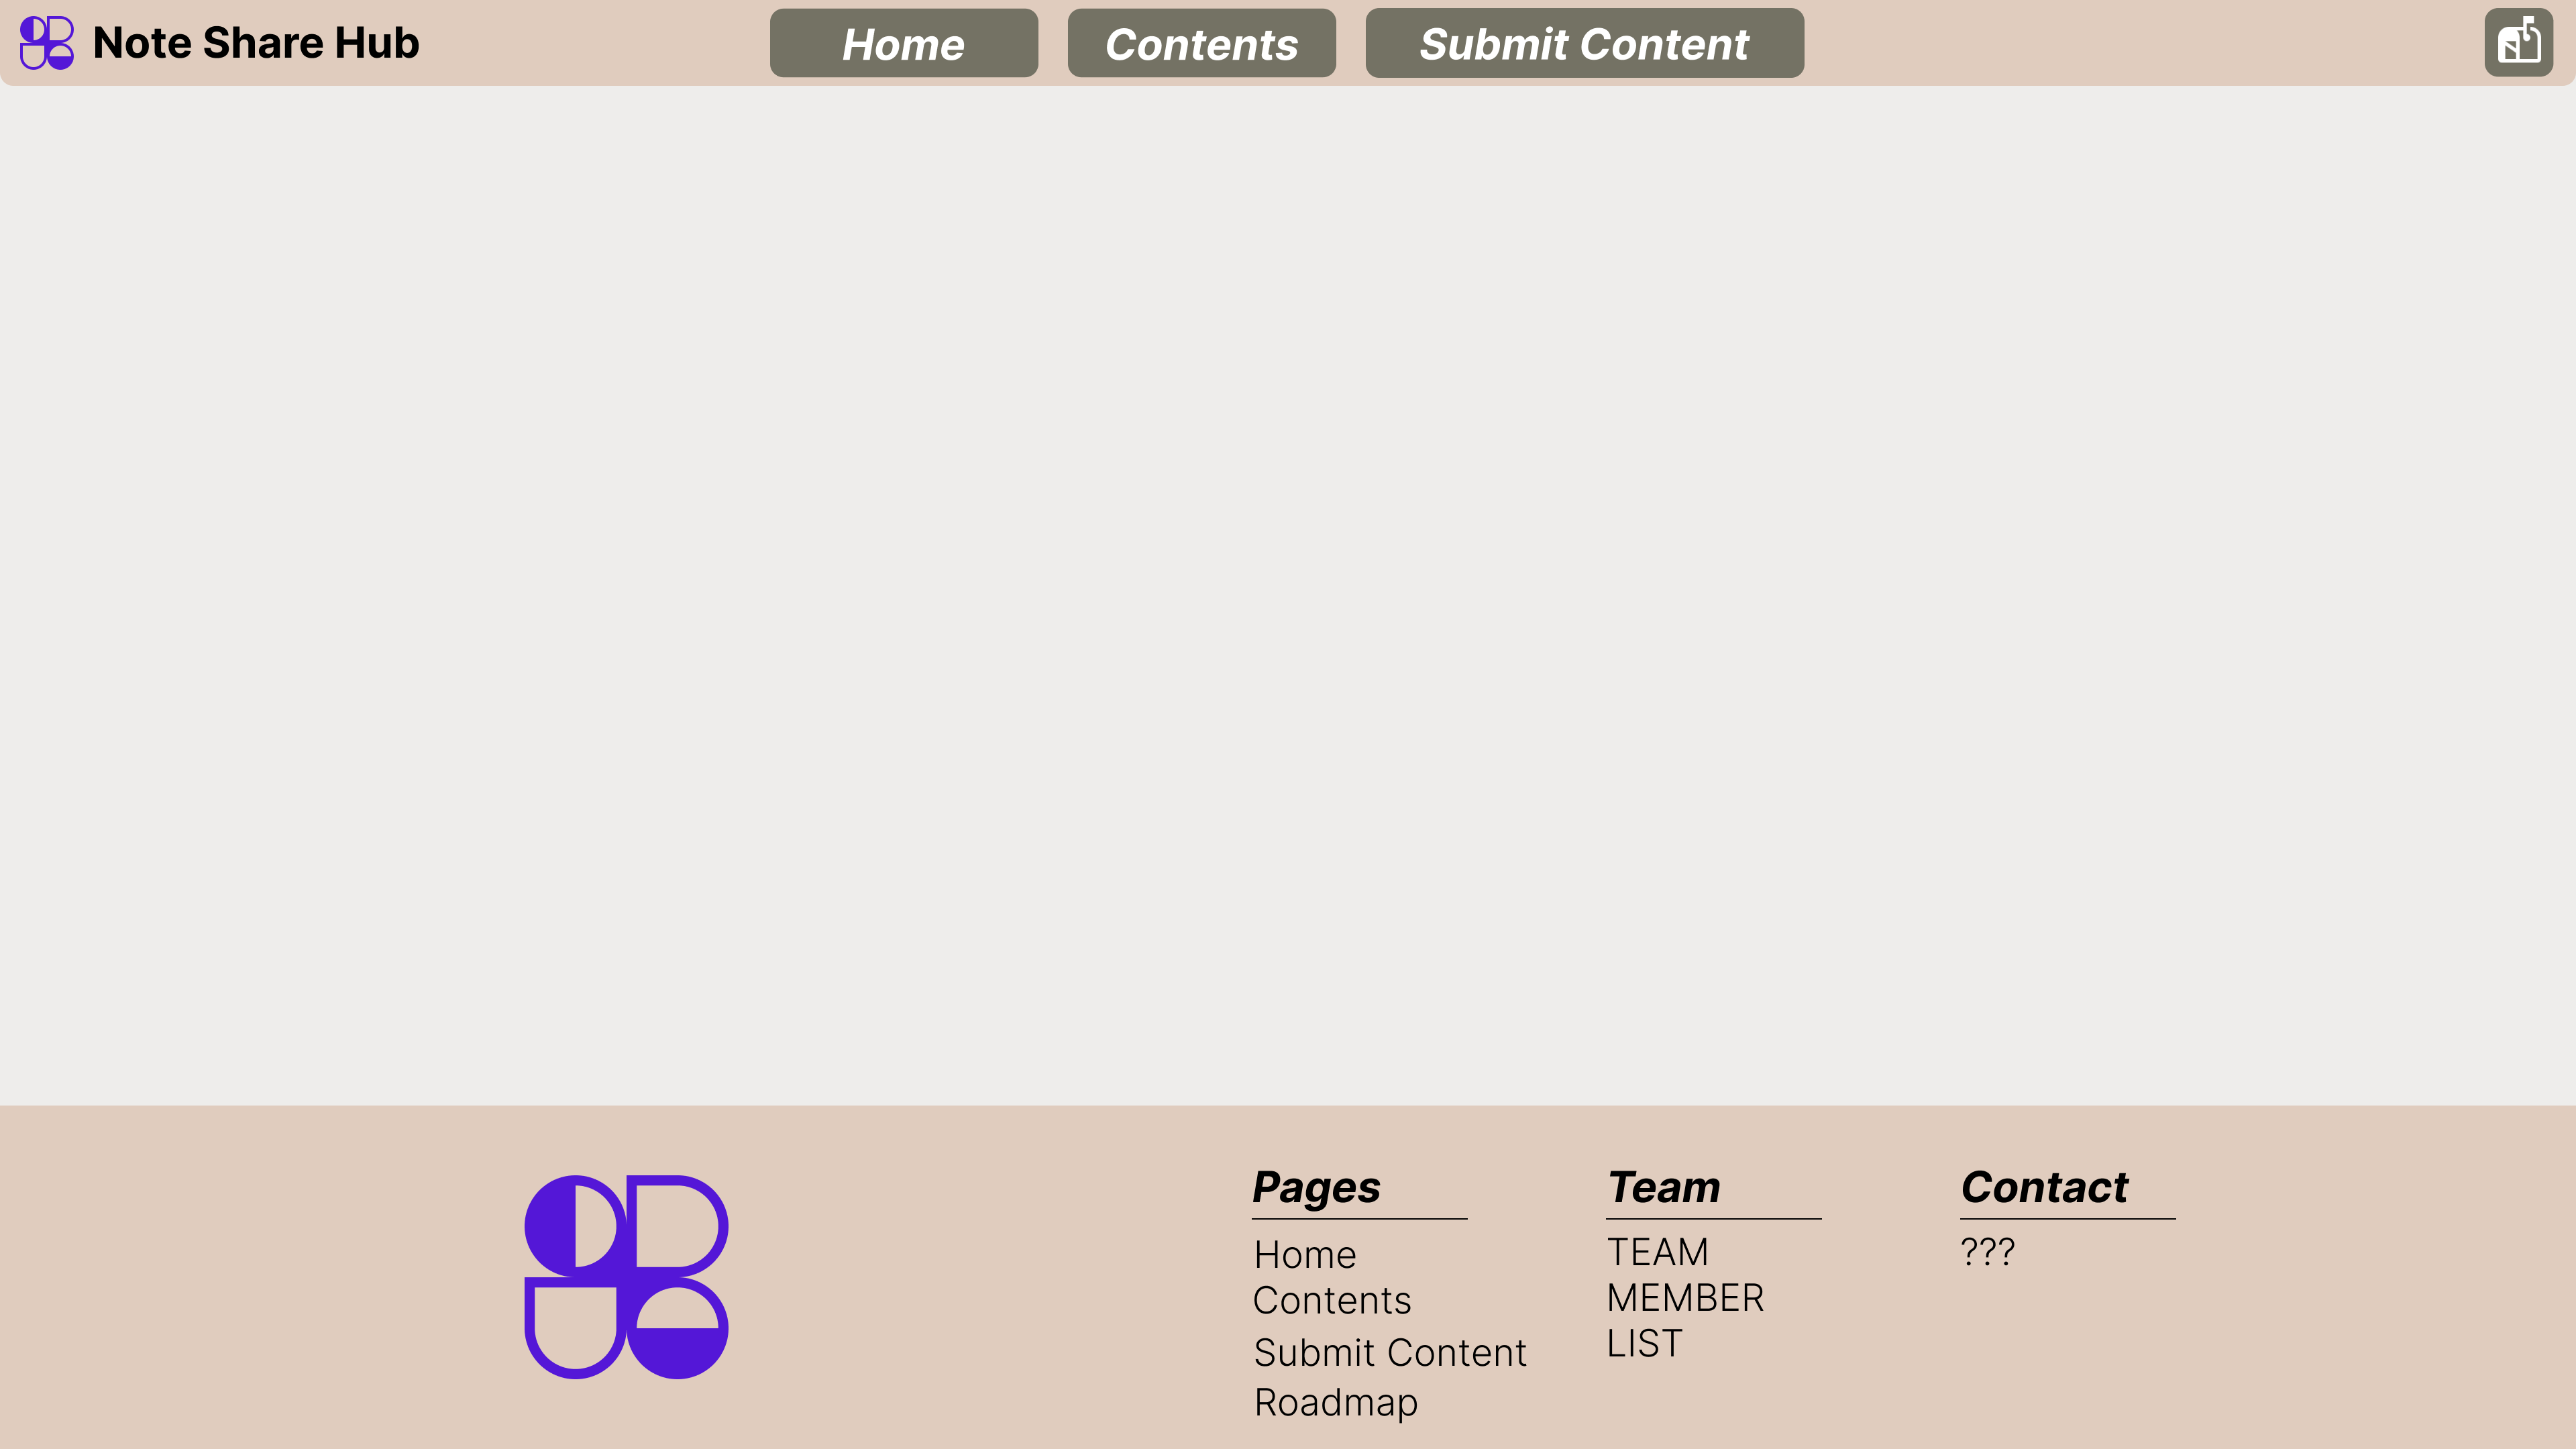 Note Share Hub
Home
Contents
Submit Content
Pages
Home
Contents
Submit Content
Roadmap
Team
TEAM
MEMBER
LIST
Contact
???